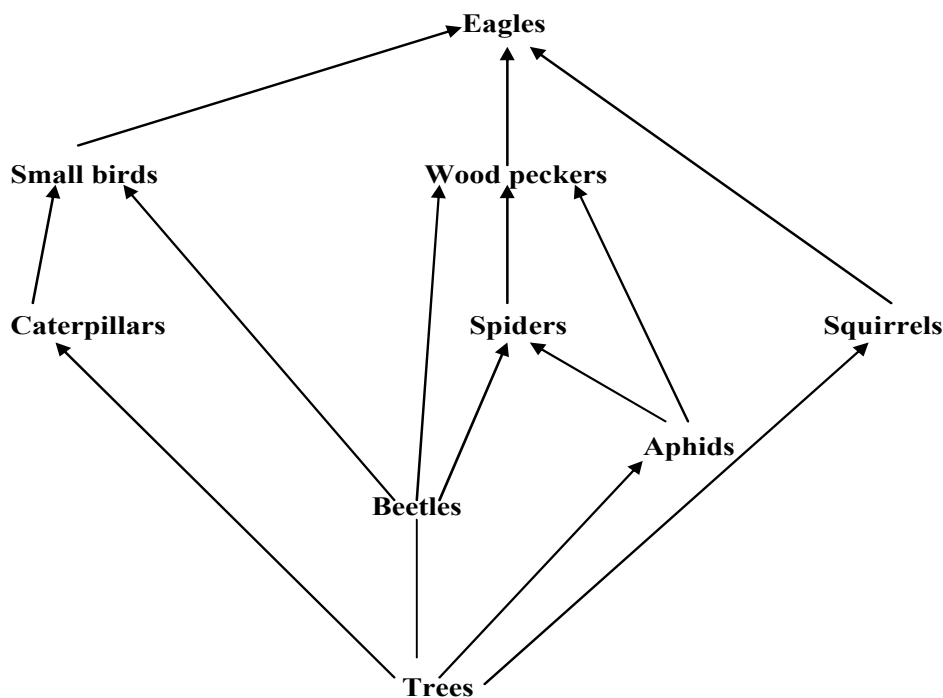 Eagles
Small birds
Wood peckers
Caterpillars
Spiders
Squirrels
Aphids
Beetles
Trees